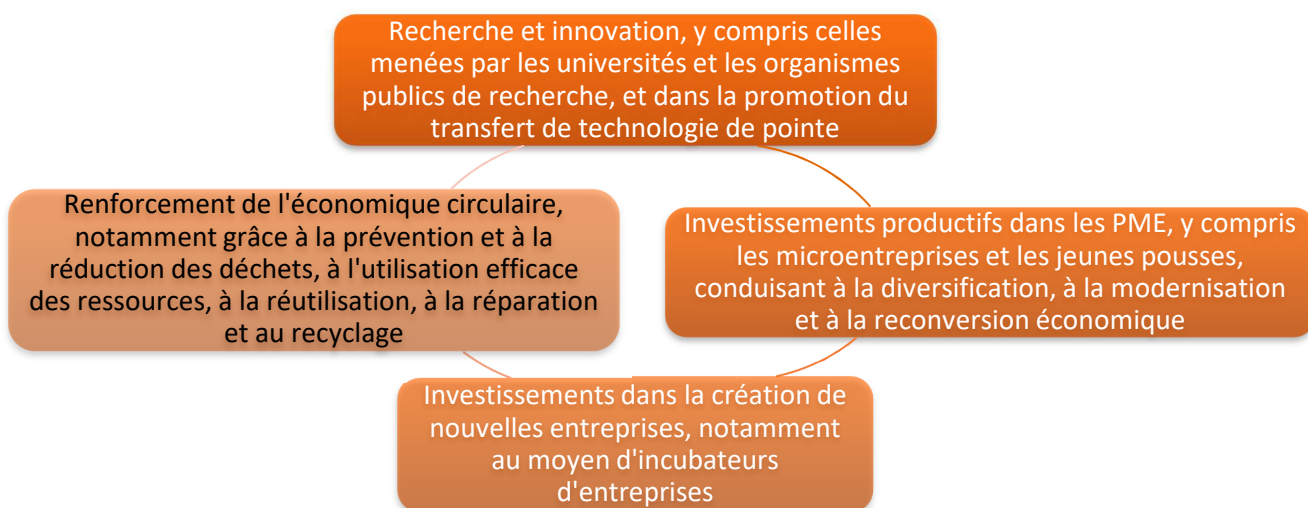 Recherche et innovation, y compris celles
menées par les universités et les organismes
publics de recherche, et dans la promotion du
transfert de technologie de pointe
Renforcement de l'économique circulaire,
notamment grâce à la prévention et à la
réduction des déchets, à l'utilisation efficace
des ressources, à la réutilisation, à la réparation
et au recyclage
Investissements productifs dans les PME, y compris
les microentreprises et les jeunes pousses,
conduisant à la diversification, à la modernisation
et à la reconversion économique
Investissements dans la création de
nouvelles entreprises, notamment
au moyen d'incubateurs
d'entreprises